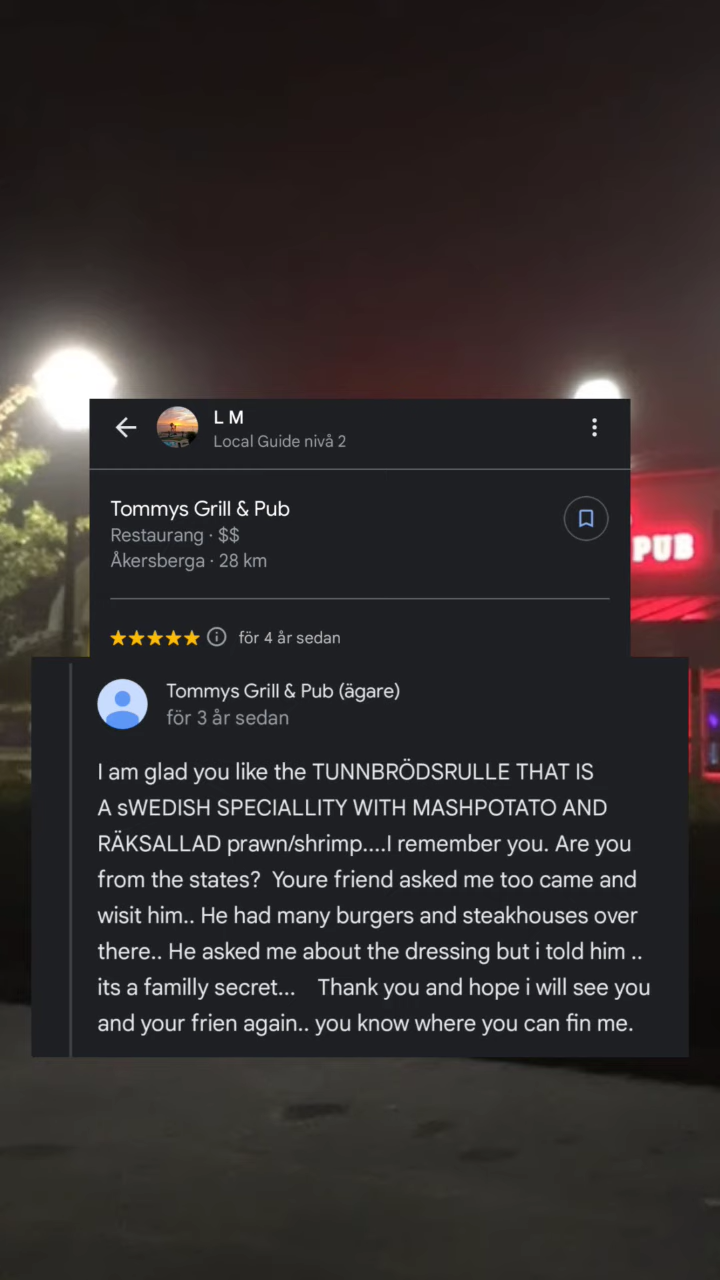 L M
Local Guide nivå 2
Tommys Grill & Pub
Restaurang · $$
Åkersberga · 28 km
för 4 år sedan
PUB
Tommys Grill & Pub (ägare)
för 3 år sedan
I am glad you like the TUNNBRÖDSRULLE THAT IS
A sWEDISH SPECIALLITY WITH MASHPOTATO AND
RÄKSALLAD prawn/shrimp....I remember you. Are you
from the states?  Youre friend asked me too came and
wisit him.. He had many burgers and steakhouses over
there.. He asked me about the dressing but i told him ..
its a familly secret...    Thank you and hope i will see you
and your frien again.. you know where you can fin me.